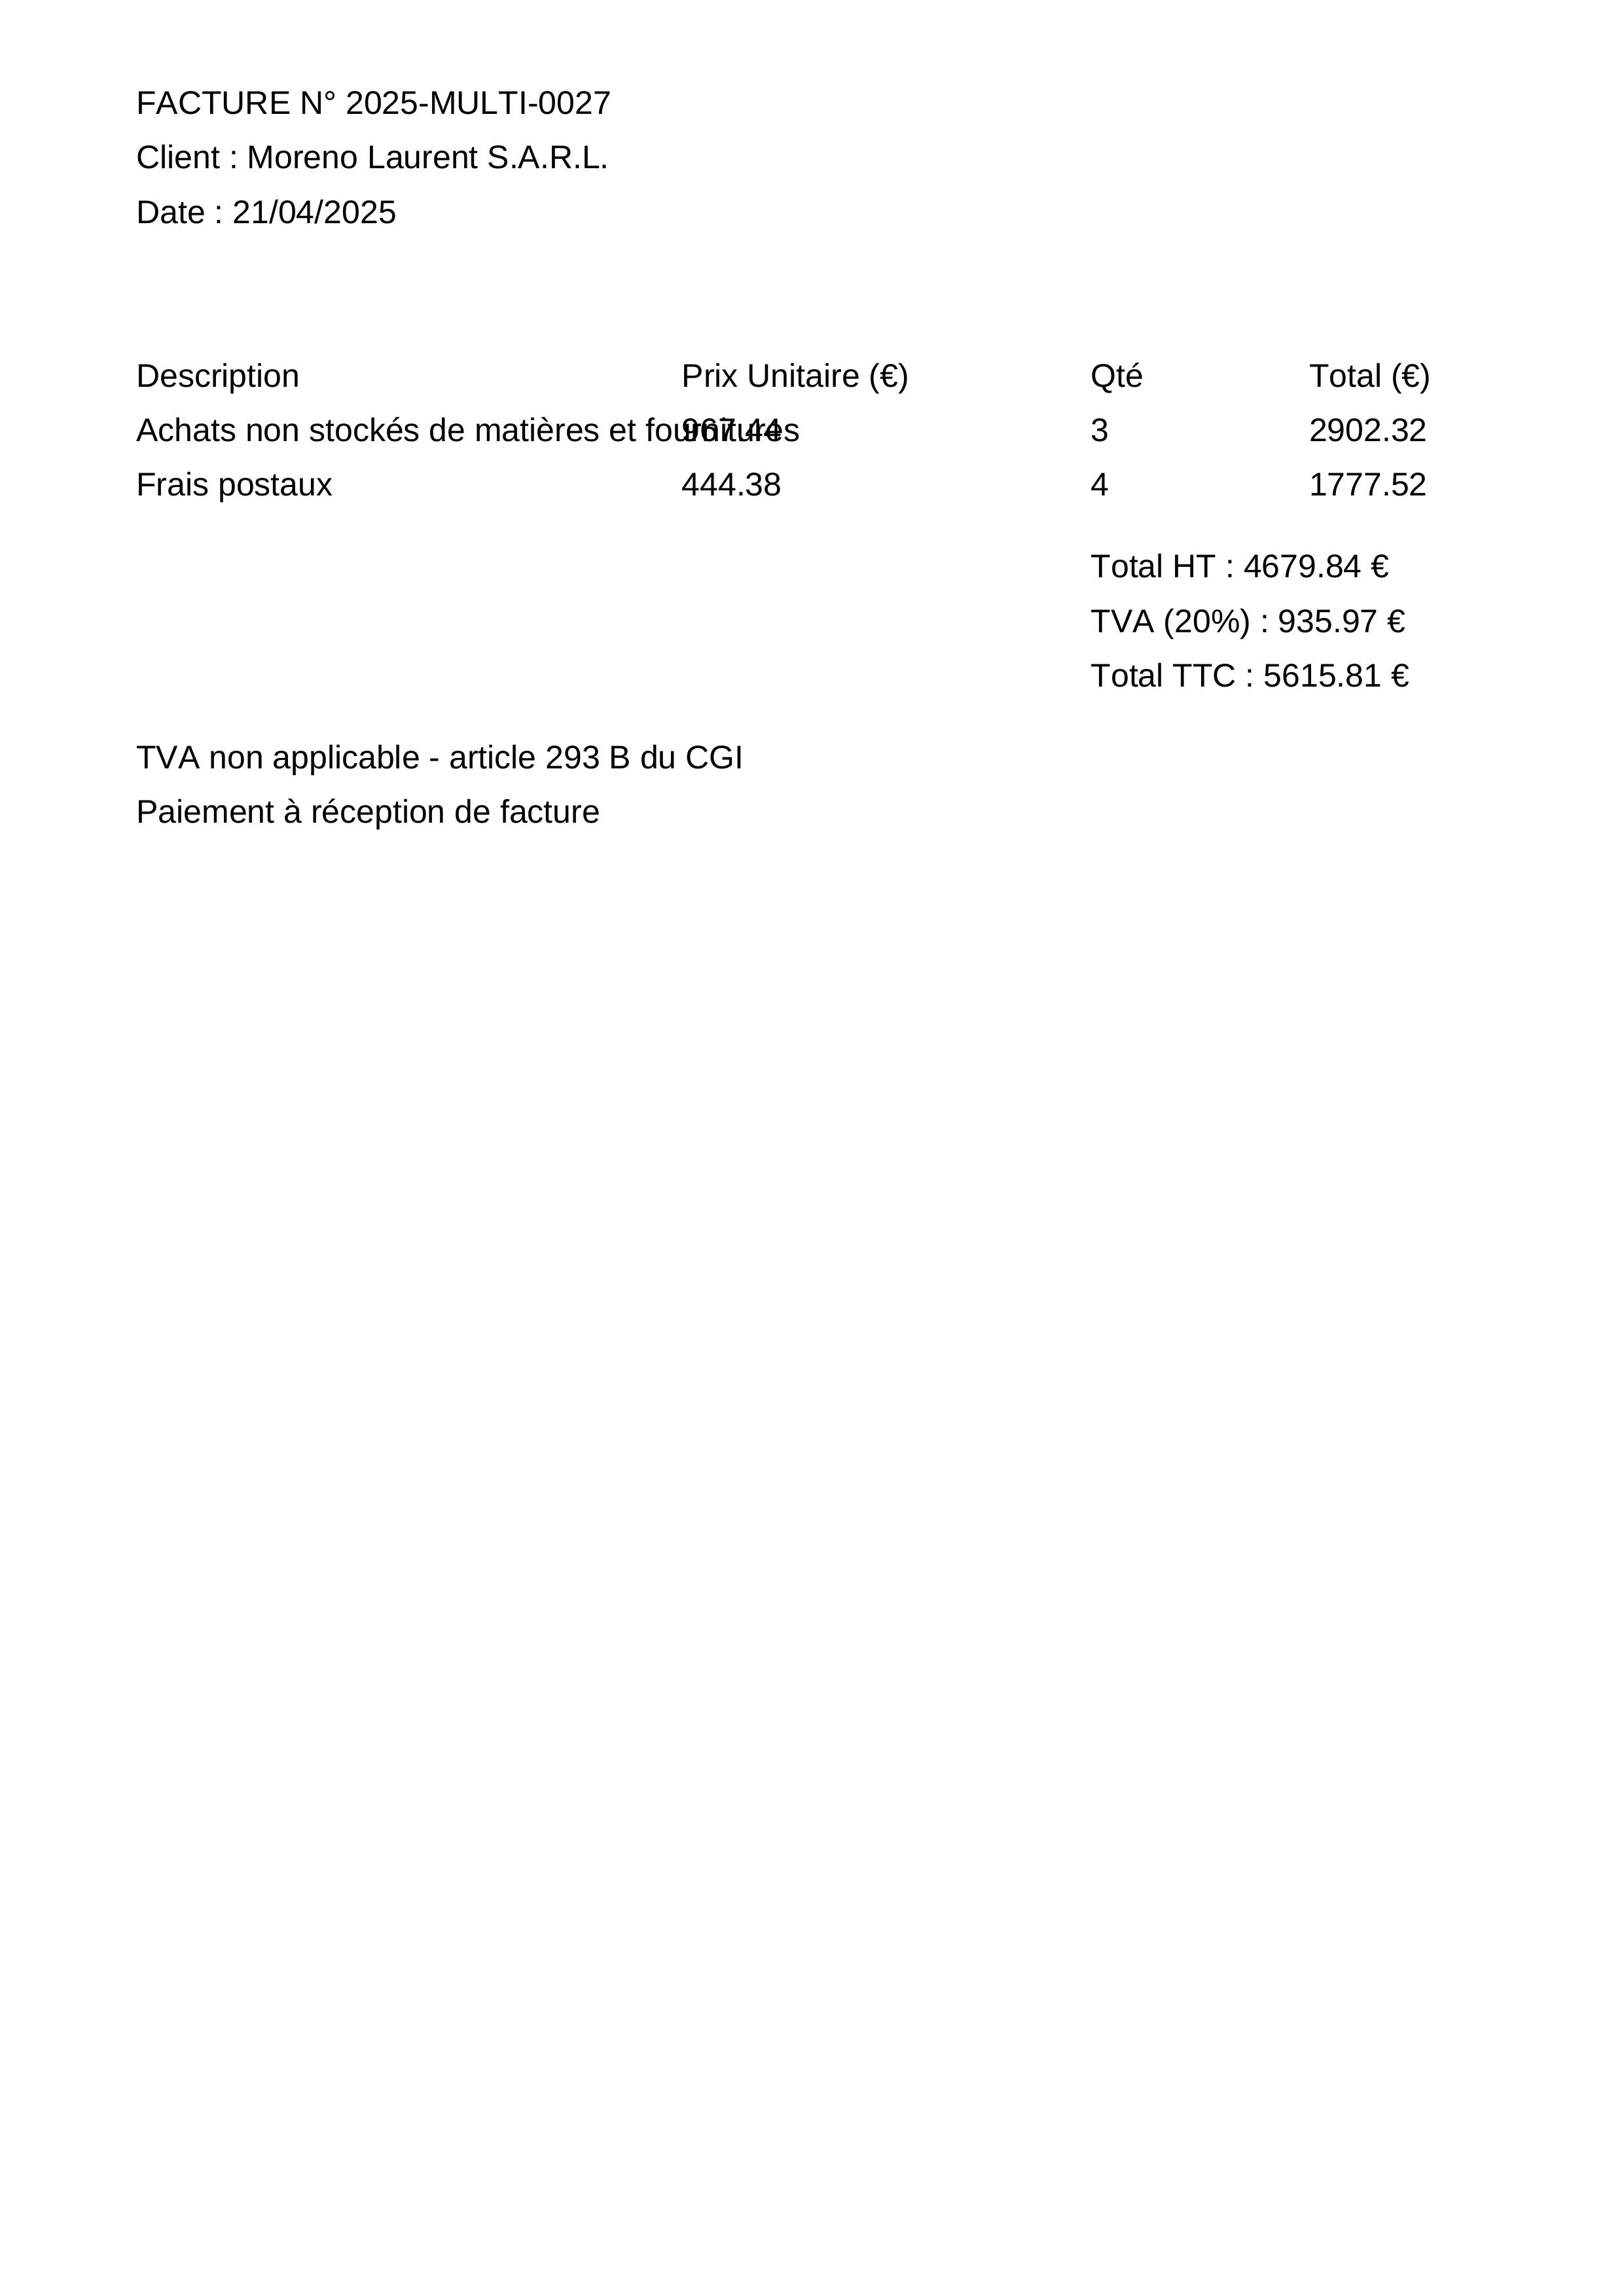 FACTURE N° 2025-MULTI-0027
Client : Moreno Laurent S.A.R.L.
Date : 21/04/2025
Description Prix Unitaire (€) Qté Total (€)
Achats non stockés de matières et fournitures 967.44 3 2902.32
Frais postaux 444.38 4 1777.52
Total HT : 4679.84 €
TVA (20%) : 935.97 €
Total TTC : 5615.81 €
TVA non applicable - article 293 B du CGI
Paiement à réception de facture